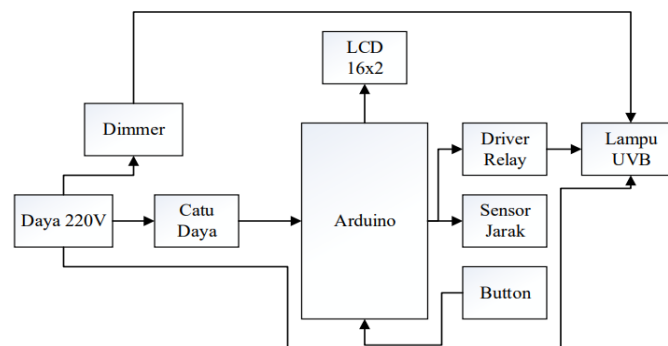 LCD
16x2
Dimmer
Driver
Relay
Lampu
UVB
Daya 220V
Catu
Daya
Arduino
Sensor
Jarak
Button